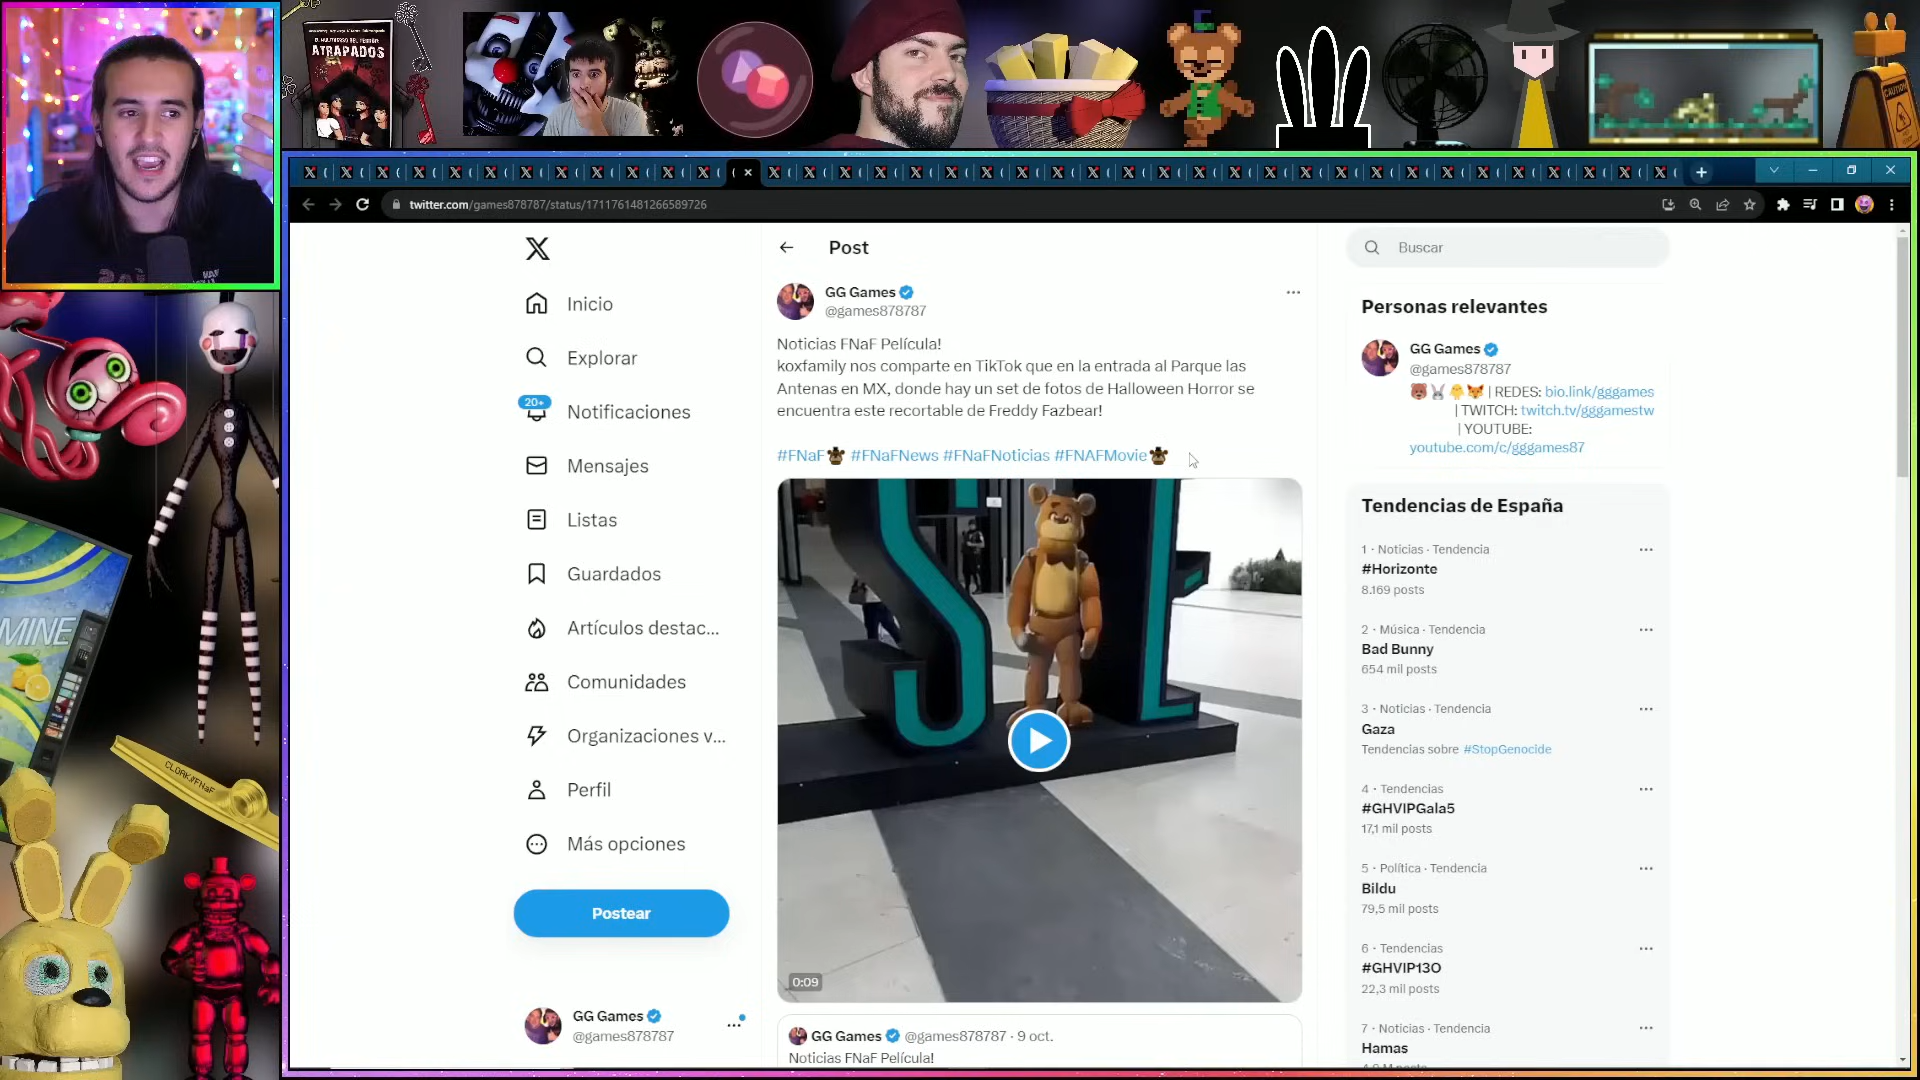 ATRAPADOS
CAUTION
twitter.com/games878787/status/1711761481266589726
Post
Buscar
Inicio
Explorar
20+
Notificaciones
Mensajes
Listas
Guardados
Artículos destac...
Comunidades
Organizaciones v...
Perfil
Más opciones
Postear
GG Games
@games878787
GG Games
@games878787
Noticias FNaF Película!
koxfamily nos comparte en TikTok que en la entrada al Parque las
Antenas en MX, donde hay un set de fotos de Halloween Horror se
encuentra este recortable de Freddy Fazbear!
#FNaF #FNaFNews #FNaFNoticias #FNAFMovie
0:09
GG Games @games878787 · 9 oct.
Noticias FNaF Película!
Personas relevantes
GG Games
@games878787
| REDES: bio.link/gggames
| TWITCH: twitch.tv/gggamestw
| YOUTUBE:
youtube.com/c/gggames87
Tendencias de España
1 · Noticias · Tendencia
#Horizonte
8.169 posts
2 · Música · Tendencia
Bad Bunny
654 mil posts
3 · Noticias · Tendencia
Gaza
Tendencias sobre #StopGenocide
4 · Tendencias
#GHVIPGala5
17,1 mil posts
5 · Política · Tendencia
Bildu
79,5 mil posts
6 · Tendencias
#GHVIP13O
22,3 mil posts
7 · Noticias · Tendencia
Hamas
MINE
CLOAK//FNaF